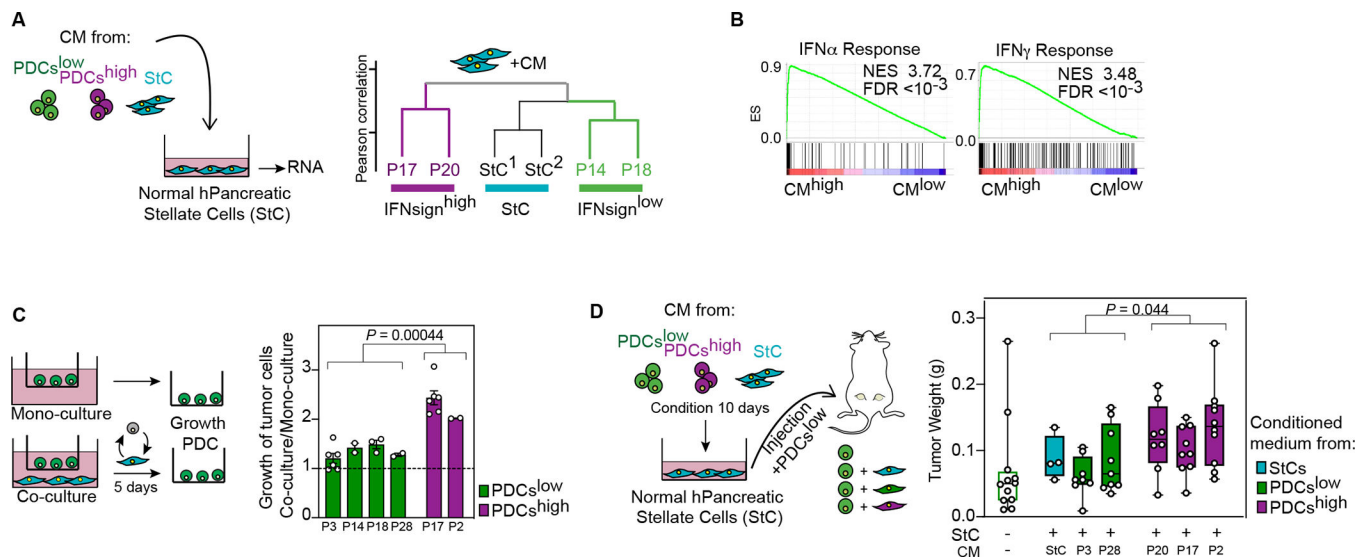 A
CM from:
PDCslow
PDCshigh StC
RNA
Normal hPancreatic
Stellate Cells (StC)
Pearson correlation
+CM
P17 P20 StC1 StC2 P14 P18
IFNsignhigh StC IFNsignlow
B
IFNα Response
NES 3.72
FDR <10-3
0.9
ES
0.0
CMhigh CMlow
IFNγ Response
NES 3.48
FDR <10-3
0.7
0.0
CMhigh CMlow
C
Mono-culture
Co-culture
5 days
Growth
PDC
Growth of tumor cells
Co-culture/Mono-culture
P = 0.00044
3
2
1
0
P3 P14 P18 P28 P17 P2
PDCslow
PDCshigh
D
CM from:
PDCslow
PDCshigh StC
Condition 10 days
Injection
+PDCslow
Normal hPancreatic
Stellate Cells (StC)
+
+
+
Tumor Weight (g)
P = 0.044
0.3
0.2
0.1
0.0
StC - + + + + + +
CM - StC P3 P28 P20 P17 P2
Conditioned
medium from:
StCs
PDCslow
PDCshigh